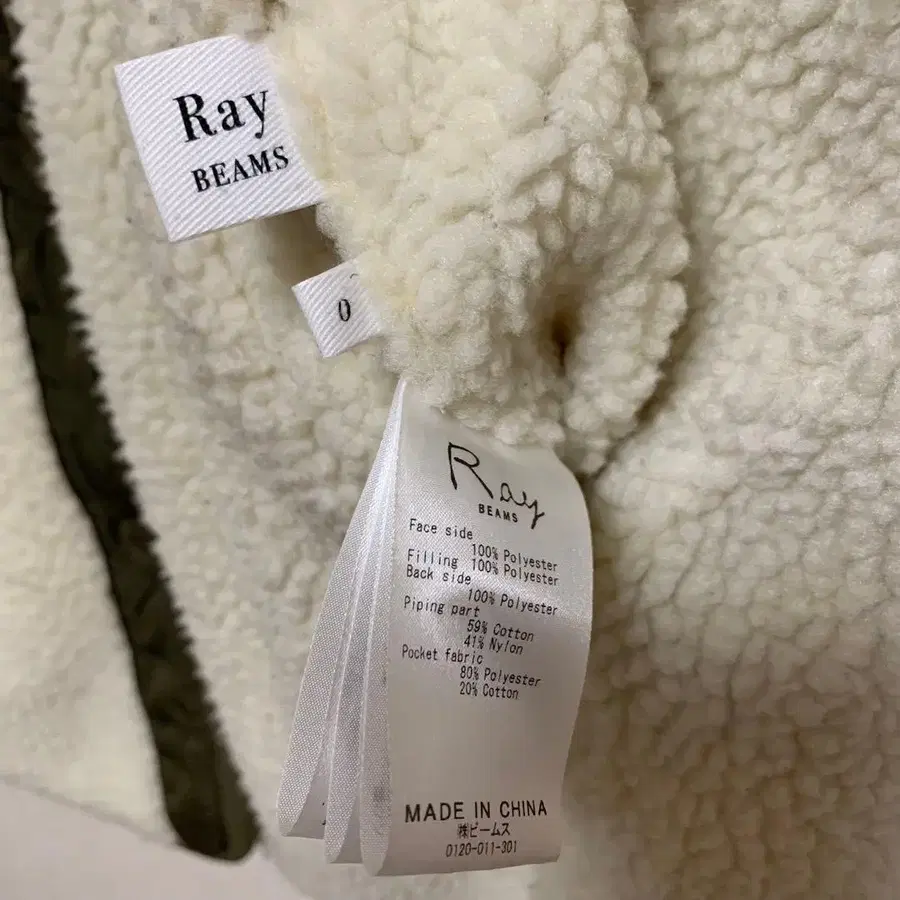 Ray
BEAMS
0
Ray
BEAMS
Face side
100% Polyester
Filling 100% Polyester
Back side
100% Polyester
Piping part
59% Cotton
41% Nylon
Pocket fabric
80% Polyester
20% Cotton
MADE IN CHINA
㈱ビームス
0120-011-301